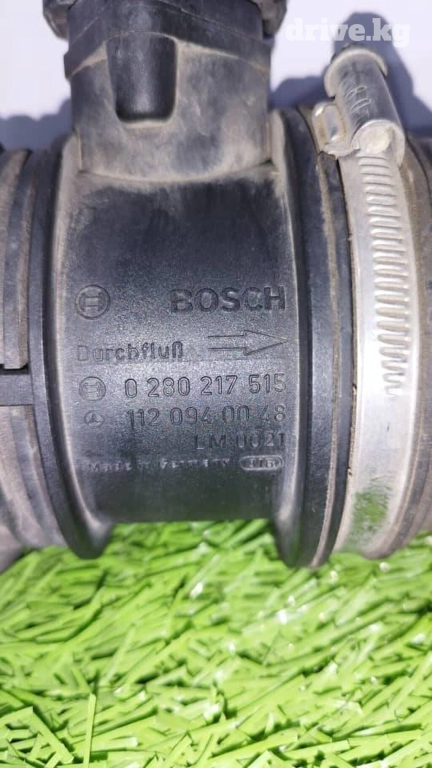 drive.kg
BOSCH
Durchfluß
0 280 217 515
112 094 00 48
LM 0021
Made in Germany